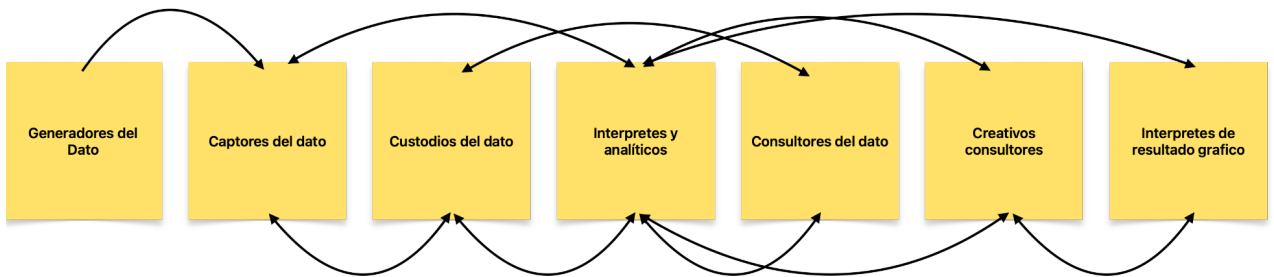 Generadores del
Dato
Captores del dato
Custodios del dato
Interpretes y
analíticos
Consultores del dato
Creativos
consultores
Interpretes de
resultado grafico